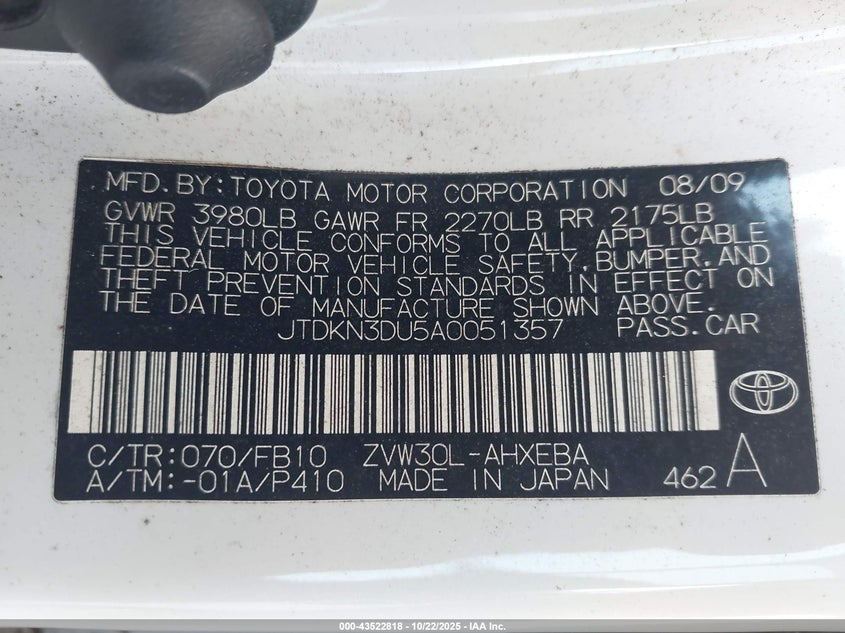 MFD.BY:TOYOTA MOTOR CORPORATION 08/09
GVWR 3980LB GAWR FR 2270LB RR 2175LB
THIS VEHICLE CONFORMS TO ALL APPLICABLE
FEDERAL MOTOR VEHICLE SAFETY,BUMPER,AND
THEFT PREVENTION STANDARDS IN EFFECT ON
THE DATE OF MANUFACTURE SHOWN ABOVE.
JTDKN3DU5A0051357 PASS.CAR
C/TR:070/FB10 ZVW30L-AHXEBA
A/TM:-01A/P410 MADE IN JAPAN 462 A
000-43522818 - 10/22/2025 - IAA Inc.